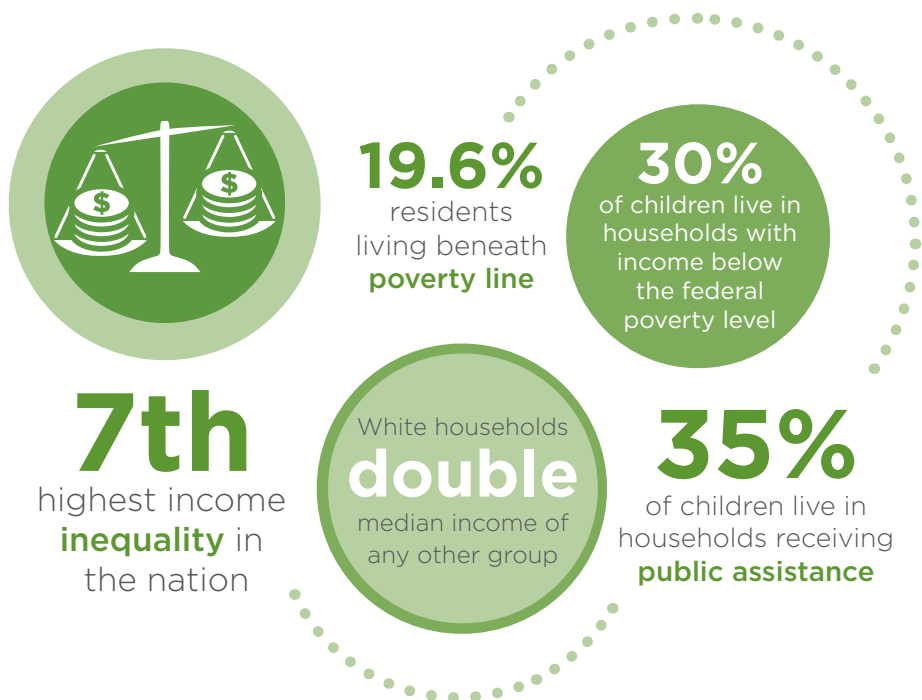 $
$
19.6%
residents
living beneath
poverty line
30%
of children live in
households with
income below
the federal
poverty level
7th
highest income
inequality in
the nation
White households
double
median income of
any other group
35%
of children live in
households receiving
public assistance